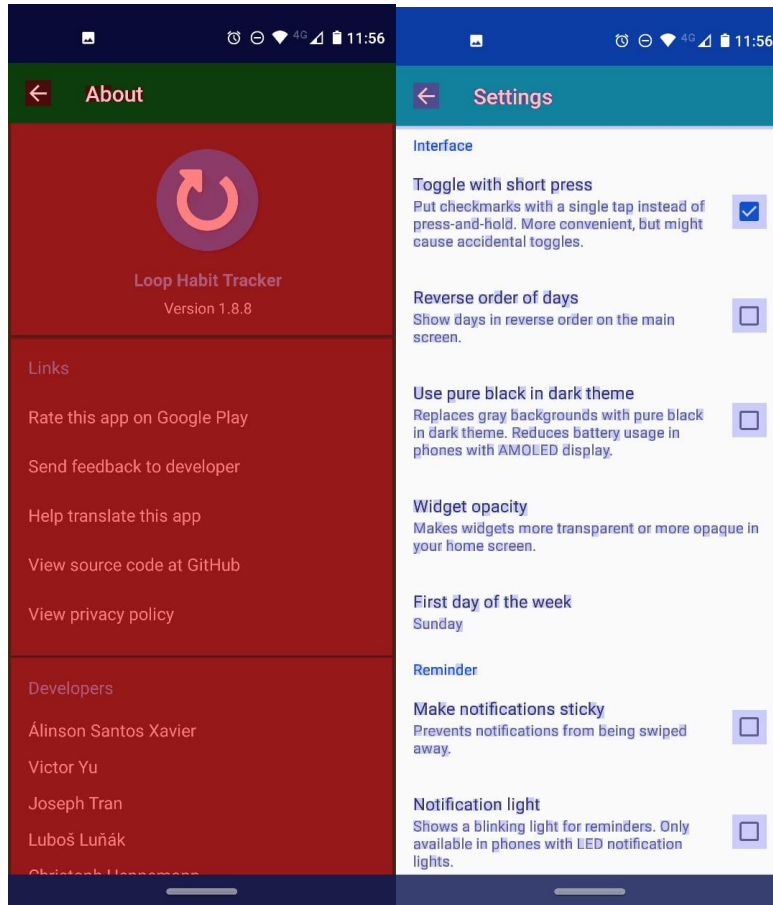 4G 11:56
About
Loop Habit Tracker
Version 1.8.8
Links
Rate this app on Google Play
Send feedback to developer
Help translate this app
View source code at GitHub
View privacy policy
Developers
Álinson Santos Xavier
Victor Yu
Joseph Tran
Luboš Luňák
4G 11:56
Settings
Interface
Toggle with short press
Put checkmarks with a single tap instead of
press-and-hold. More convenient, but might
cause accidental toggles.
Reverse order of days
Show days in reverse order on the main
screen.
Use pure black in dark theme
Replaces gray backgrounds with pure black
in dark theme. Reduces battery usage in
phones with AMOLED display.
Widget opacity
Makes widgets more transparent or more opaque in
your home screen.
First day of the week
Sunday
Reminder
Make notifications sticky
Prevents notifications from being swiped
away.
Notification light
Shows a blinking light for reminders. Only
available in phones with LED notification
lights.